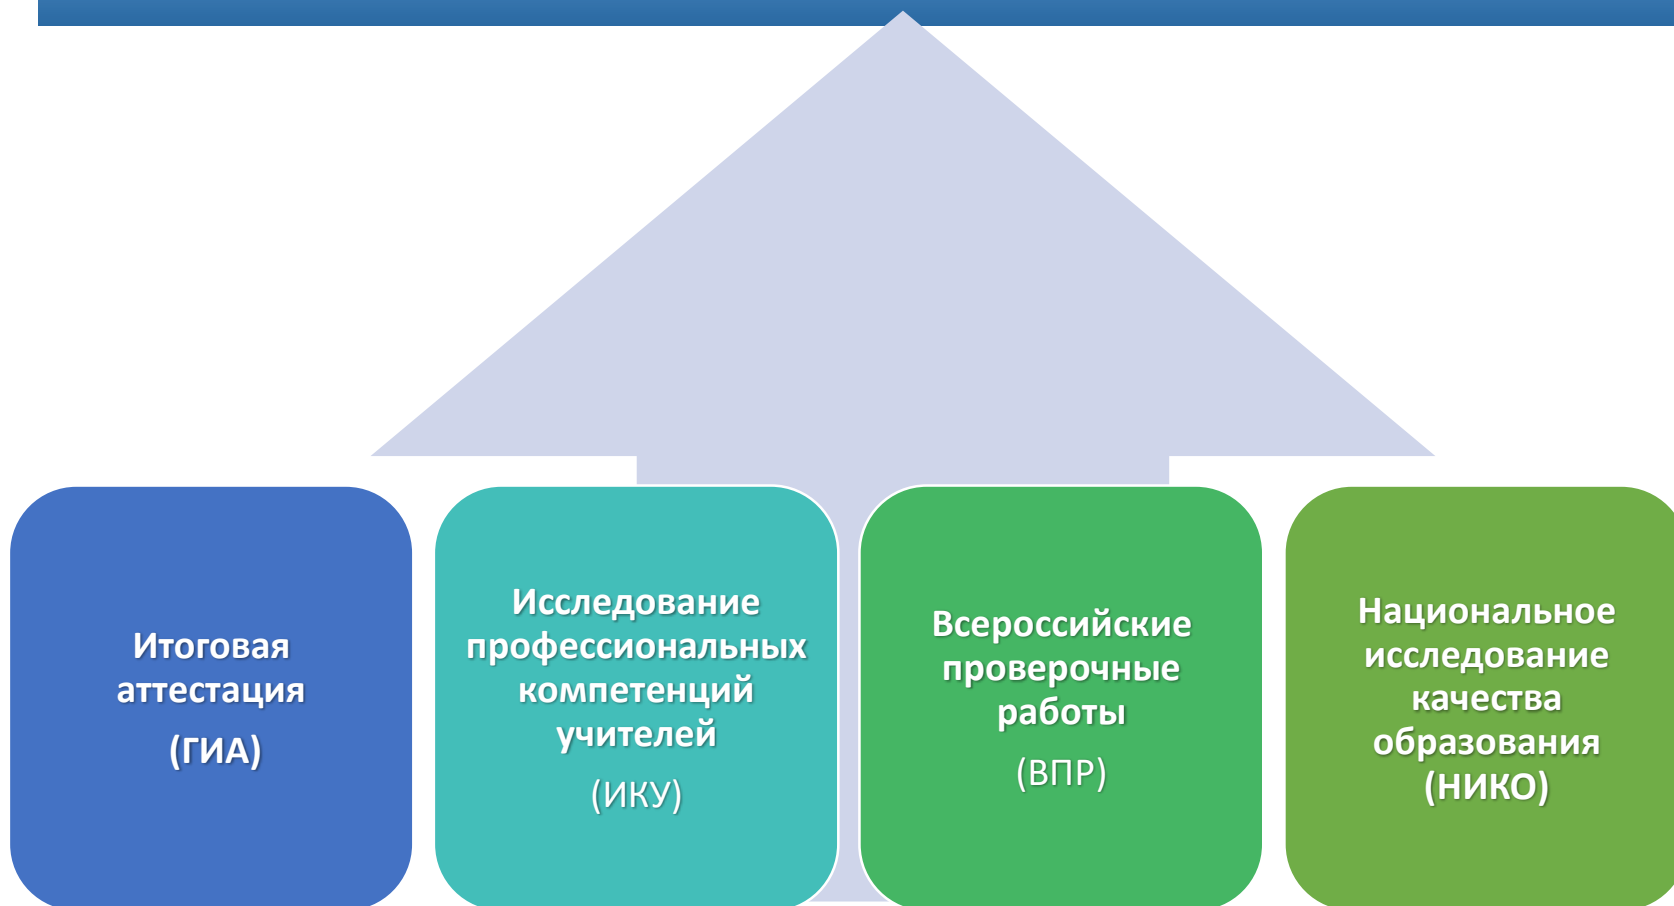 Итоговая
аттестация
(ГИА)
Исследование
профессиональных
компетенций
учителей
(ИКУ)
Всероссийские
проверочные
работы
(ВПР)
Национальное
исследование
качества
образования
(НИКО)